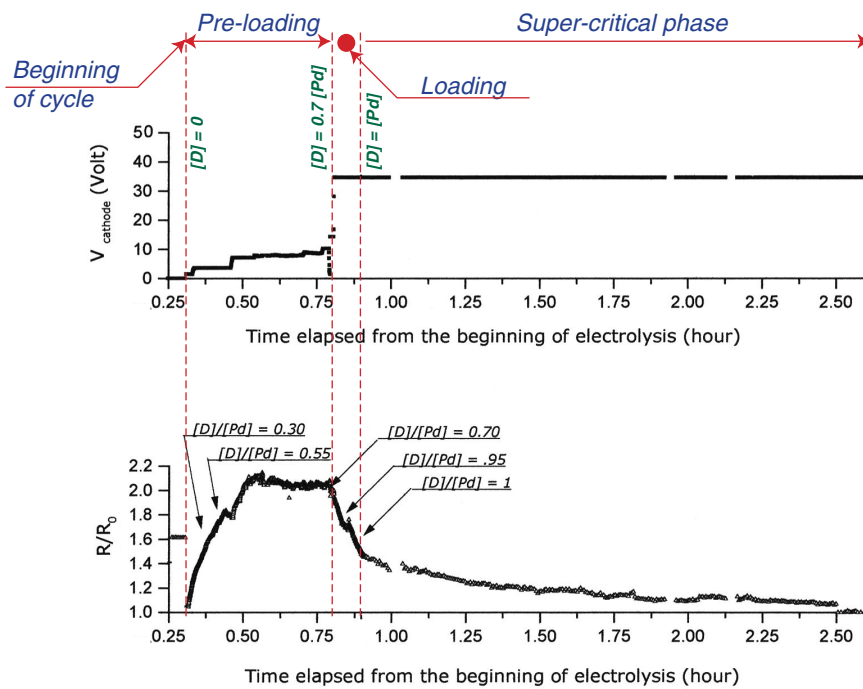 Pre-loading
Super-critical phase
Beginning
of cycle
Loading
[D] = 0
[D] = 0.7 [Pd]
[D] = [Pd]
V cathode (Volt)
50
40
30
20
10
0
0.25 0.50 0.75 1.00 1.25 1.50 1.75 2.00 2.25 2.50
Time elapsed from the beginning of electrolysis (hour)
[D]/[Pd] = 0.30
[D]/[Pd] = 0.55
[D]/[Pd] = 0.70
[D]/[Pd] = .95
[D]/[Pd] = 1
R/R0
2.2
2.0
1.8
1.6
1.4
1.2
1.0
0.25 0.50 0.75 1.00 1.25 1.50 1.75 2.00 2.25 2.50
Time elapsed from the beginning of electrolysis (hour)